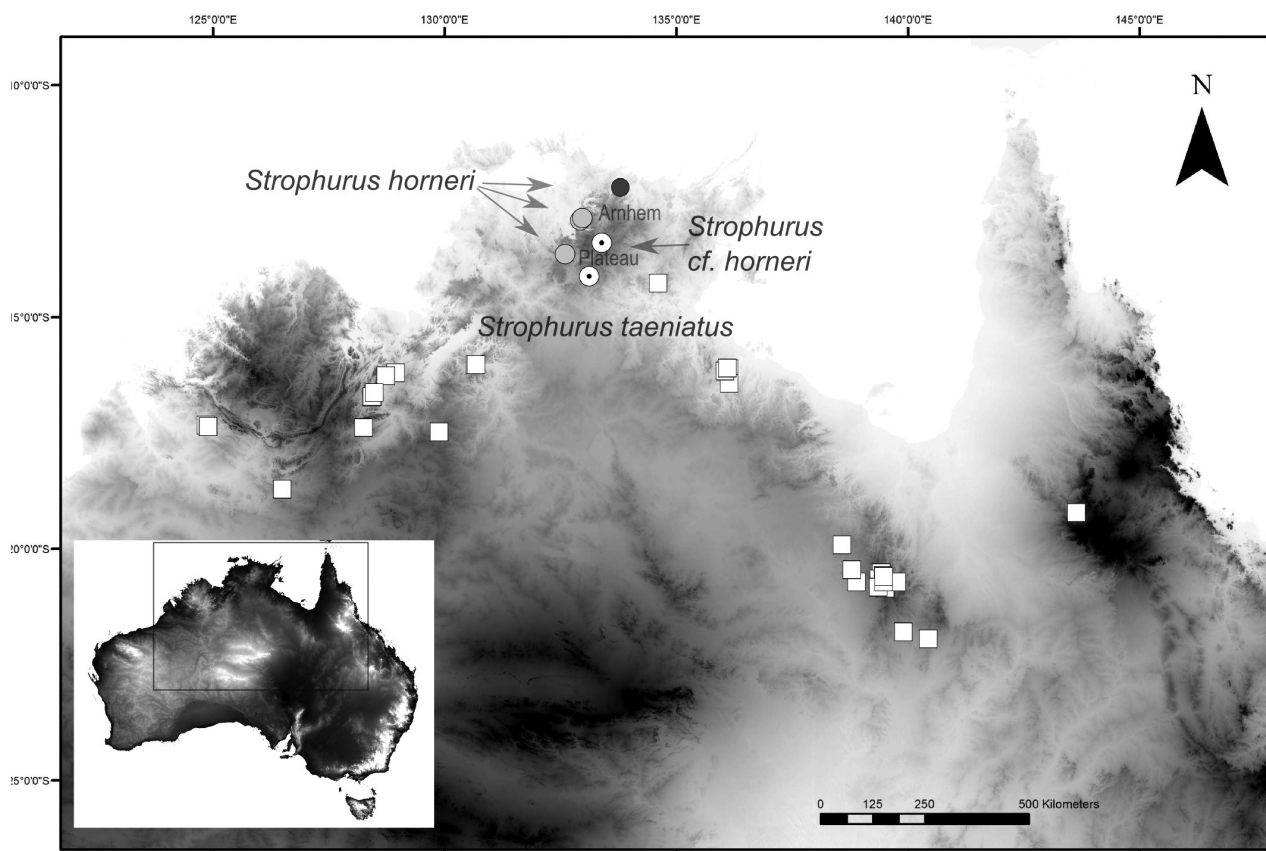 125°0'0"E 130°0'0"E 135°0'0"E 140°0'0"E 145°0'0"E
10°0'0"S
N
Strophurus horneri
Arnhem
Strophurus
cf. horneri
Plateau
15°0'0"S
Strophurus taeniatus
20°0'0"S
25°0'0"S
0 125 250 500 Kilometers